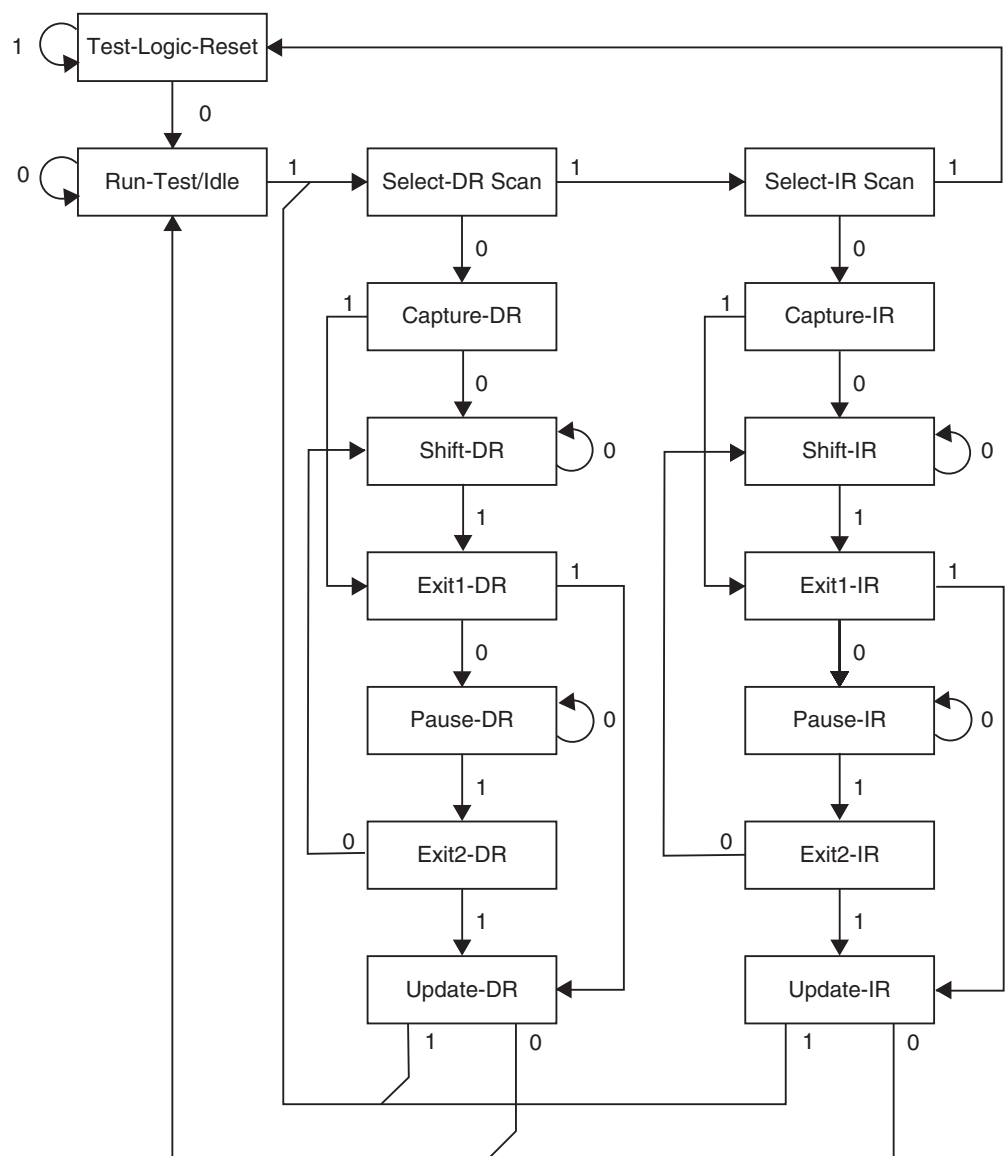 1
Test-Logic-Reset
0
0
Run-Test/Idle
1
Select-DR Scan
1
Select-IR Scan
1
0
0
1
Capture-DR
1
Capture-IR
0
0
Shift-DR
0
Shift-IR
0
1
1
Exit1-DR
1
Exit1-IR
1
0
0
Pause-DR
0
Pause-IR
0
1
1
0
Exit2-DR
0
Exit2-IR
1
1
Update-DR
Update-IR
1
0
1
0